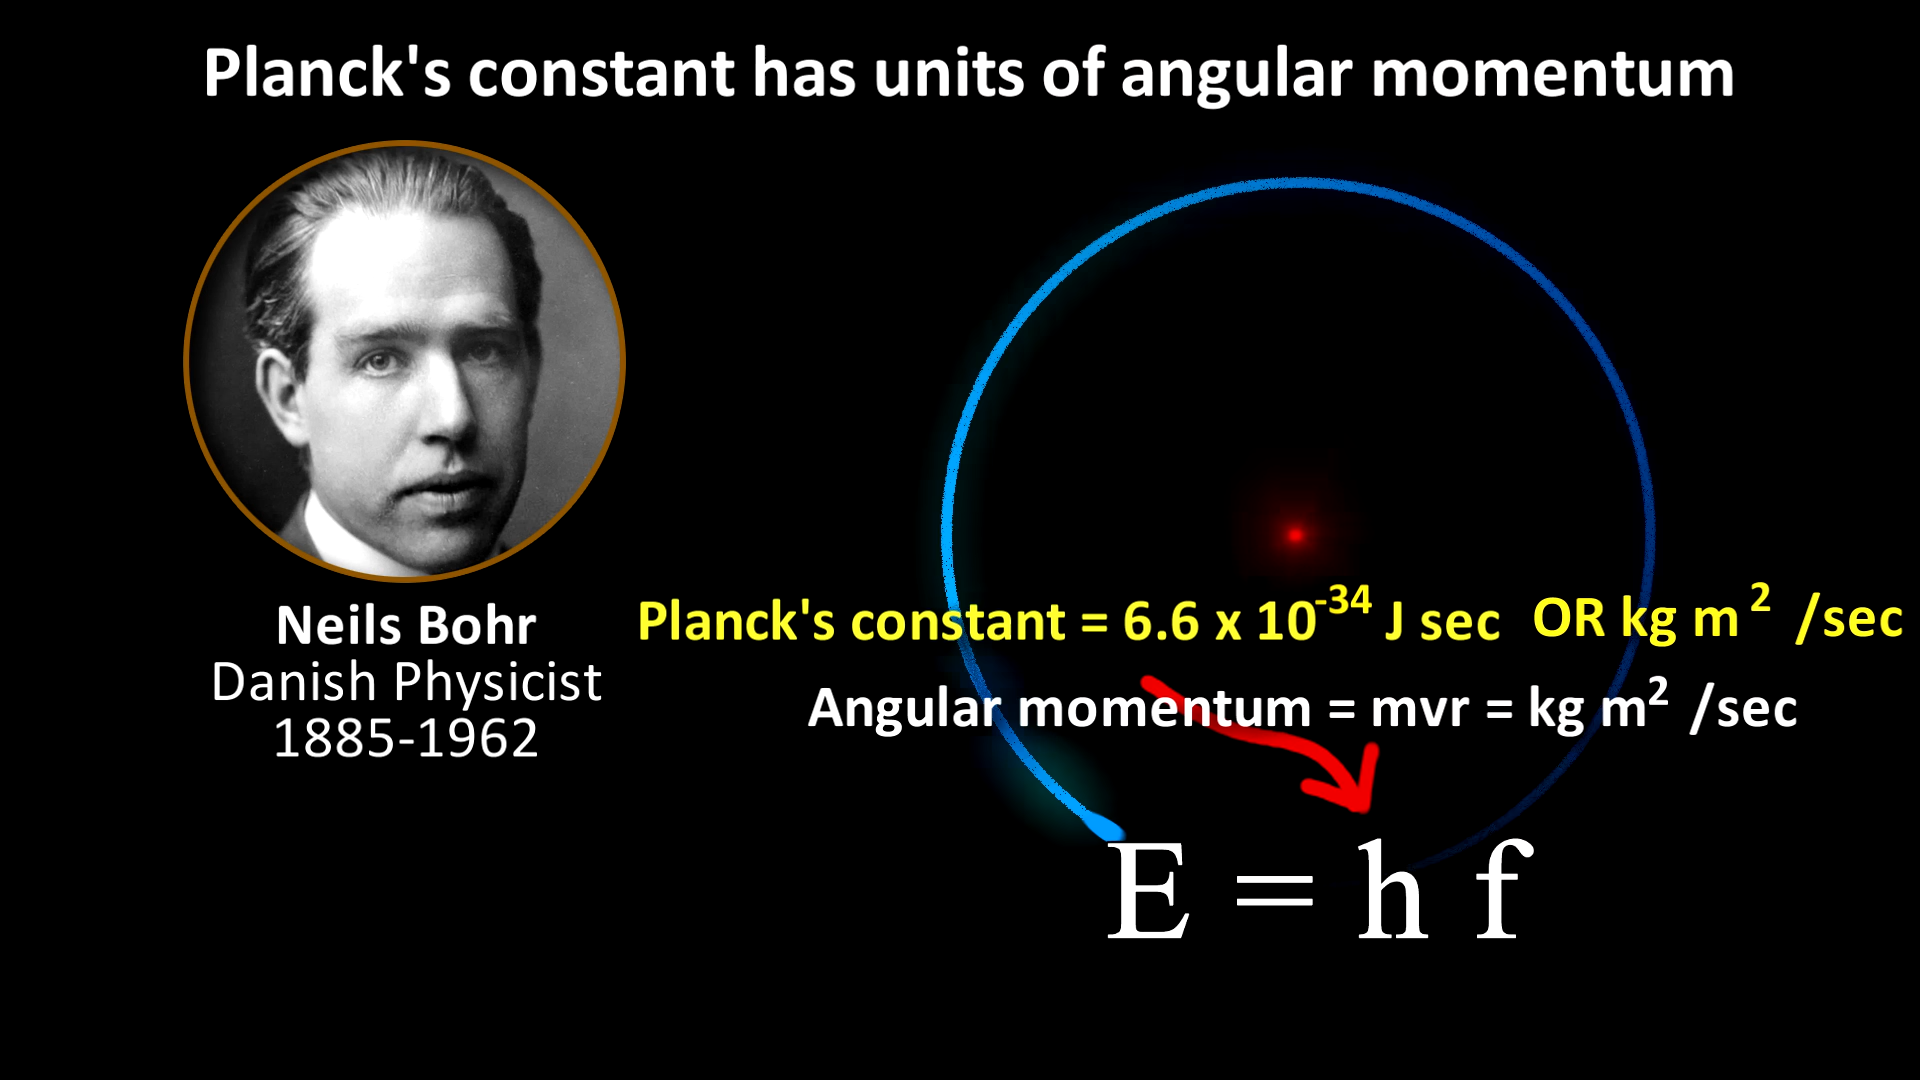 Planck's constant has units of angular momentum
Neils Bohr
Danish Physicist
1885-1962
Planck's constant = 6.6 x 10⁻³⁴ J sec OR kg m² /sec
Angular momentum = mvr = kg m² /sec
E = h f